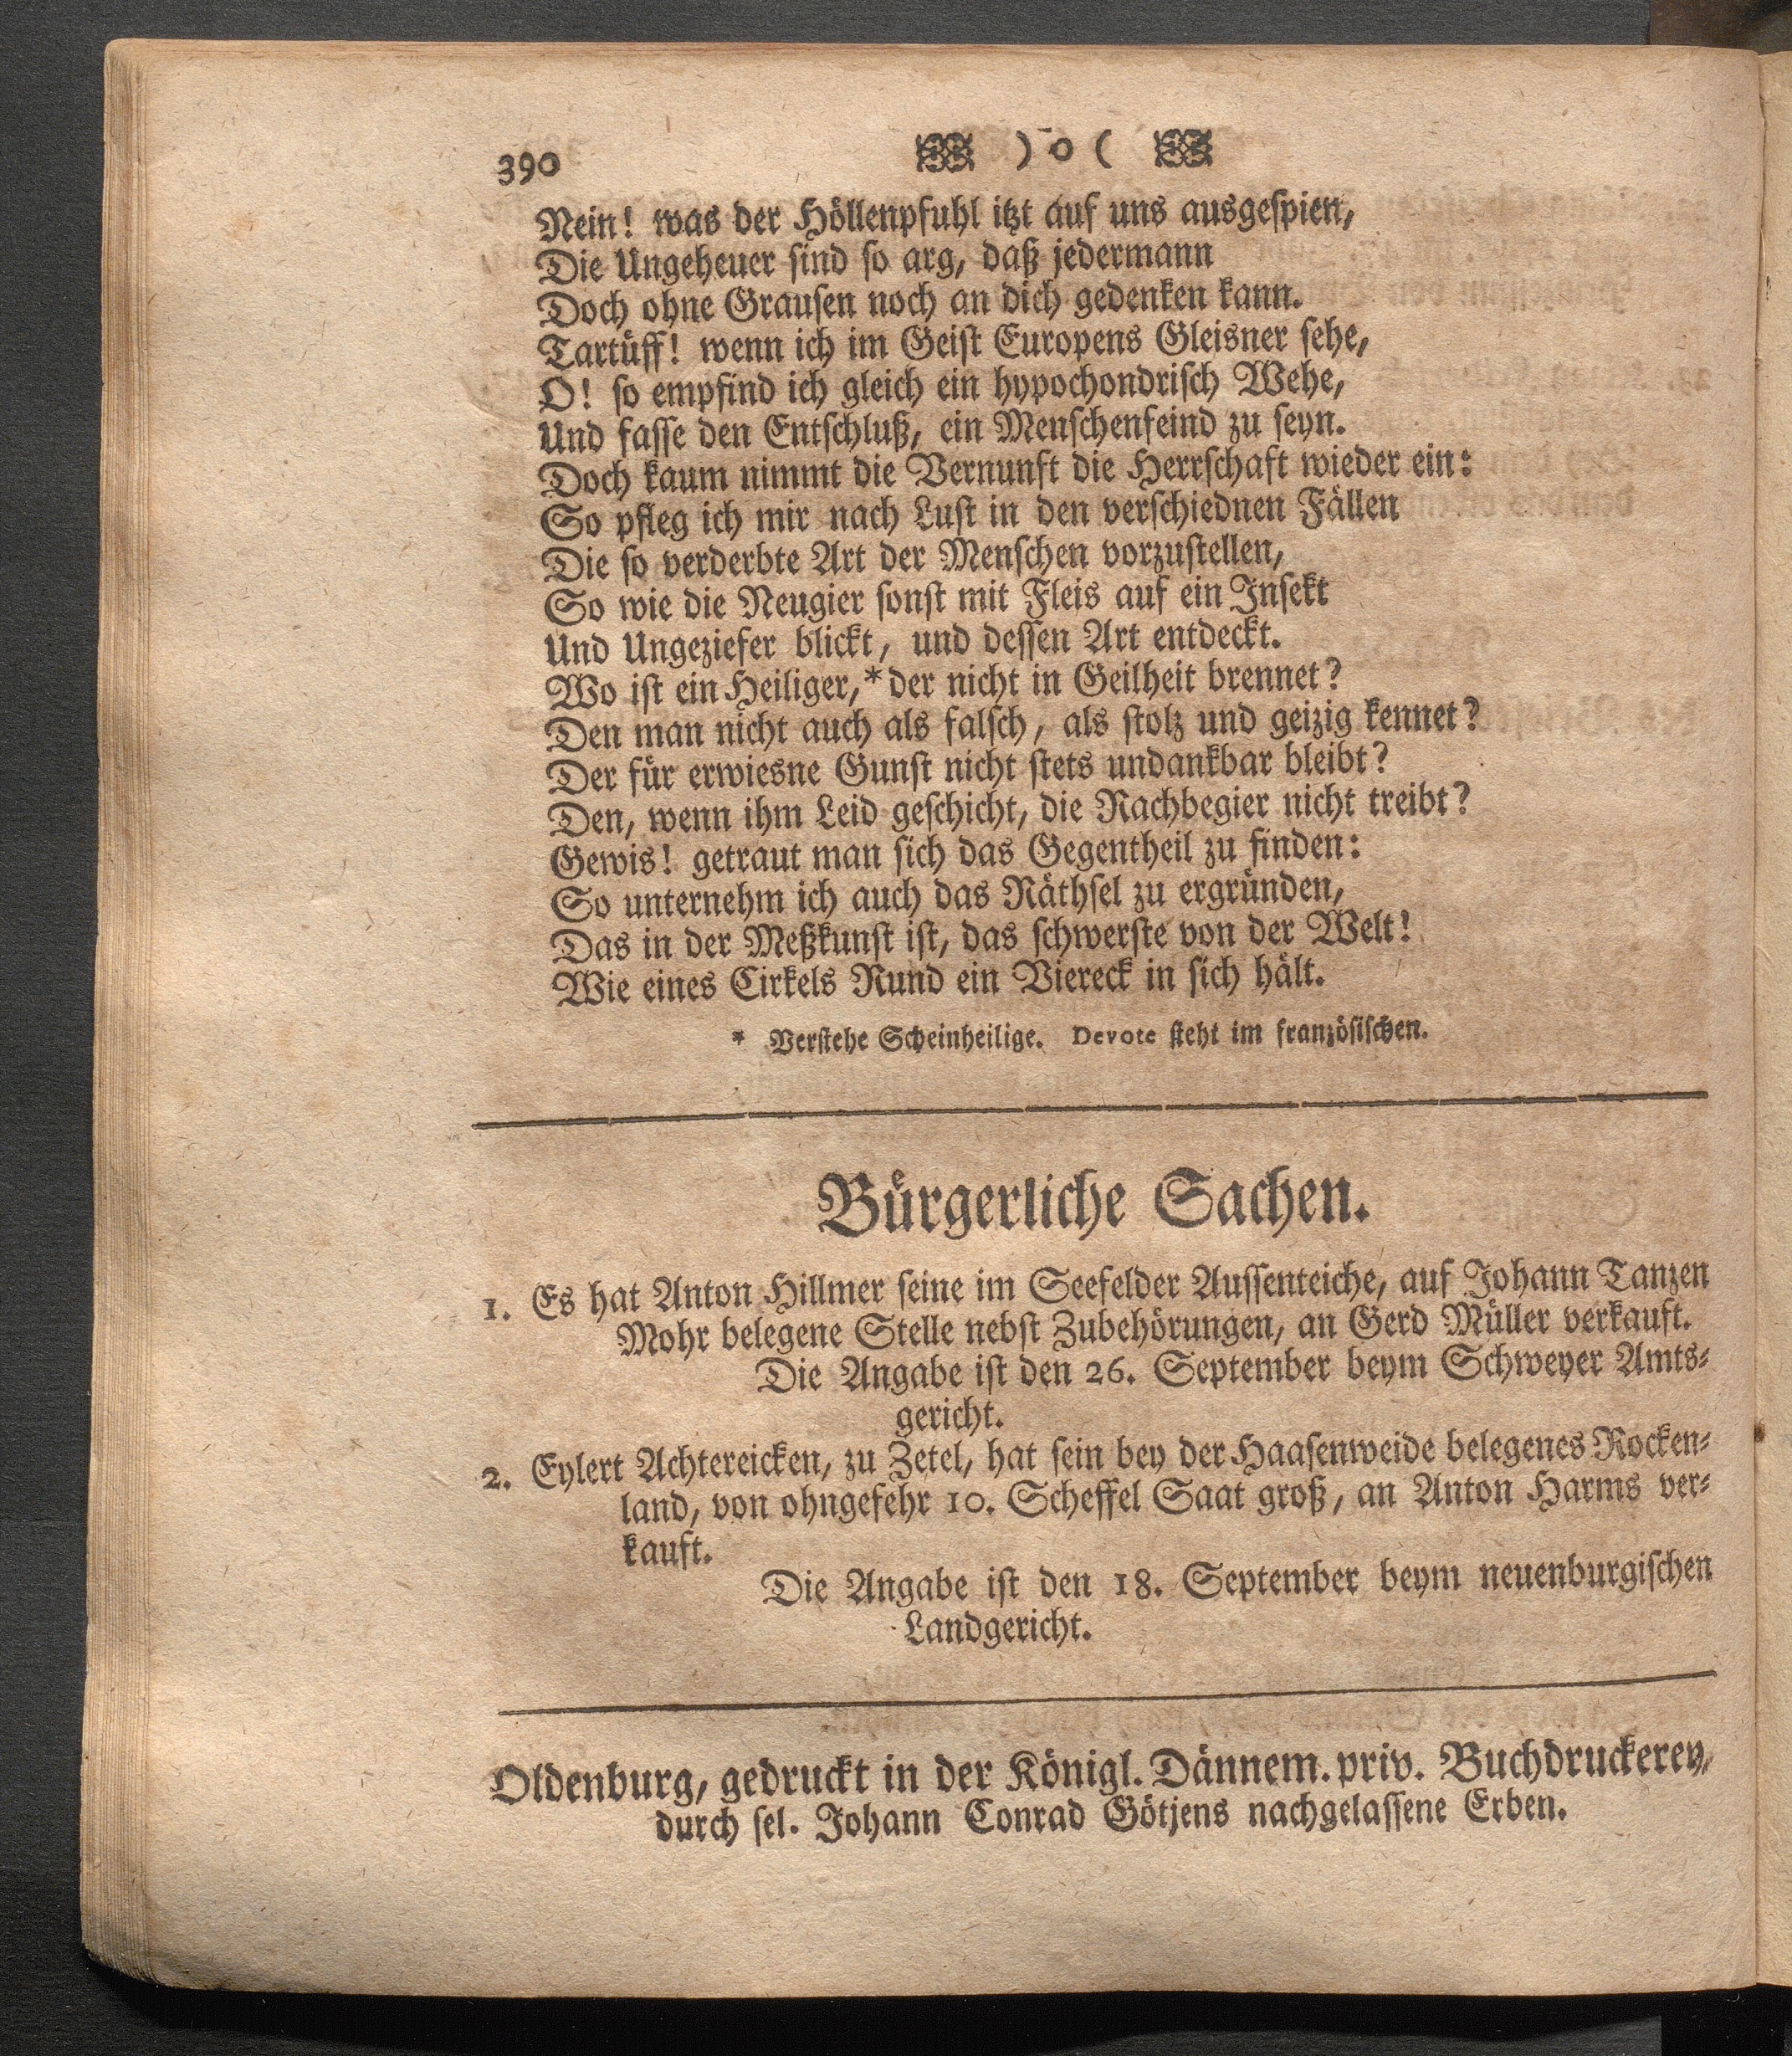 390
) o (
Nein! was der Höllenpfuhl itzt auf uns ausgespien,
Die Ungeheuer sind so arg, daß jedermann
Doch ohne Grausen noch an dich gedenken kann.
Tartüff! wenn ich im Geist Europens Gleisner sehe,
O! so empfind ich gleich ein hypochondrisch Wehe,
Und fasse den Entschluß, ein Menschenfeind zu seyn.
Doch kaum nimmt die Vernunft die Herrschaft wieder ein:
So pfleg ich mir nach Lust in den verschiednen Fällen
Die so verderbte Art der Menschen vorzustellen,
So wie die Neugier sonst mit Fleis auf ein Insekt
Und Ungeziefer blickt, und dessen Art entdeckt.
Wo ist ein Heiliger,* der nicht in Geilheit brennet?
Den man nicht auch als falsch, als stolz und geizig kennet?
Der für erwiesne Gunst nicht stets undankbar bleibt?
Den, wenn ihm Leid geschicht, die Rachbegier nicht treibt?
Gewis! getraut man sich das Gegentheil zu finden:
So unternehm ich auch das Räthsel zu ergründen,
Das in der Meßkunst ist, das schwerste von der Welt!
Wie eines Cirkels Rund ein Viereck in sich hält.
* Verstehe Scheinheilige. Devote steht im französischen.
Bürgerliche Sachen.
1. Es hat Anton Hillmer seine im Seefelder Aussenteiche, auf Johann Tanzen
Mohr belegene Stelle nebst Zubehörungen, an Gerd Müller verkauft.
Die Angabe ist den 26. September beym Schweyer Amts-
gericht.
2. Eylert Achtereicken, zu Zetel, hat sein bey der Haasenweide belegenes Rocken-
land, von ohngefehr 10. Scheffel Saat groß, an Anton Harms ver-
kauft.
Die Angabe ist den 18. September beym neuenburgischen
Landgericht.
Oldenburg, gedruckt in der Königl. Dännem. priv. Buchdruckerey,
durch sel. Johann Conrad Götjens nachgelassene Erben.